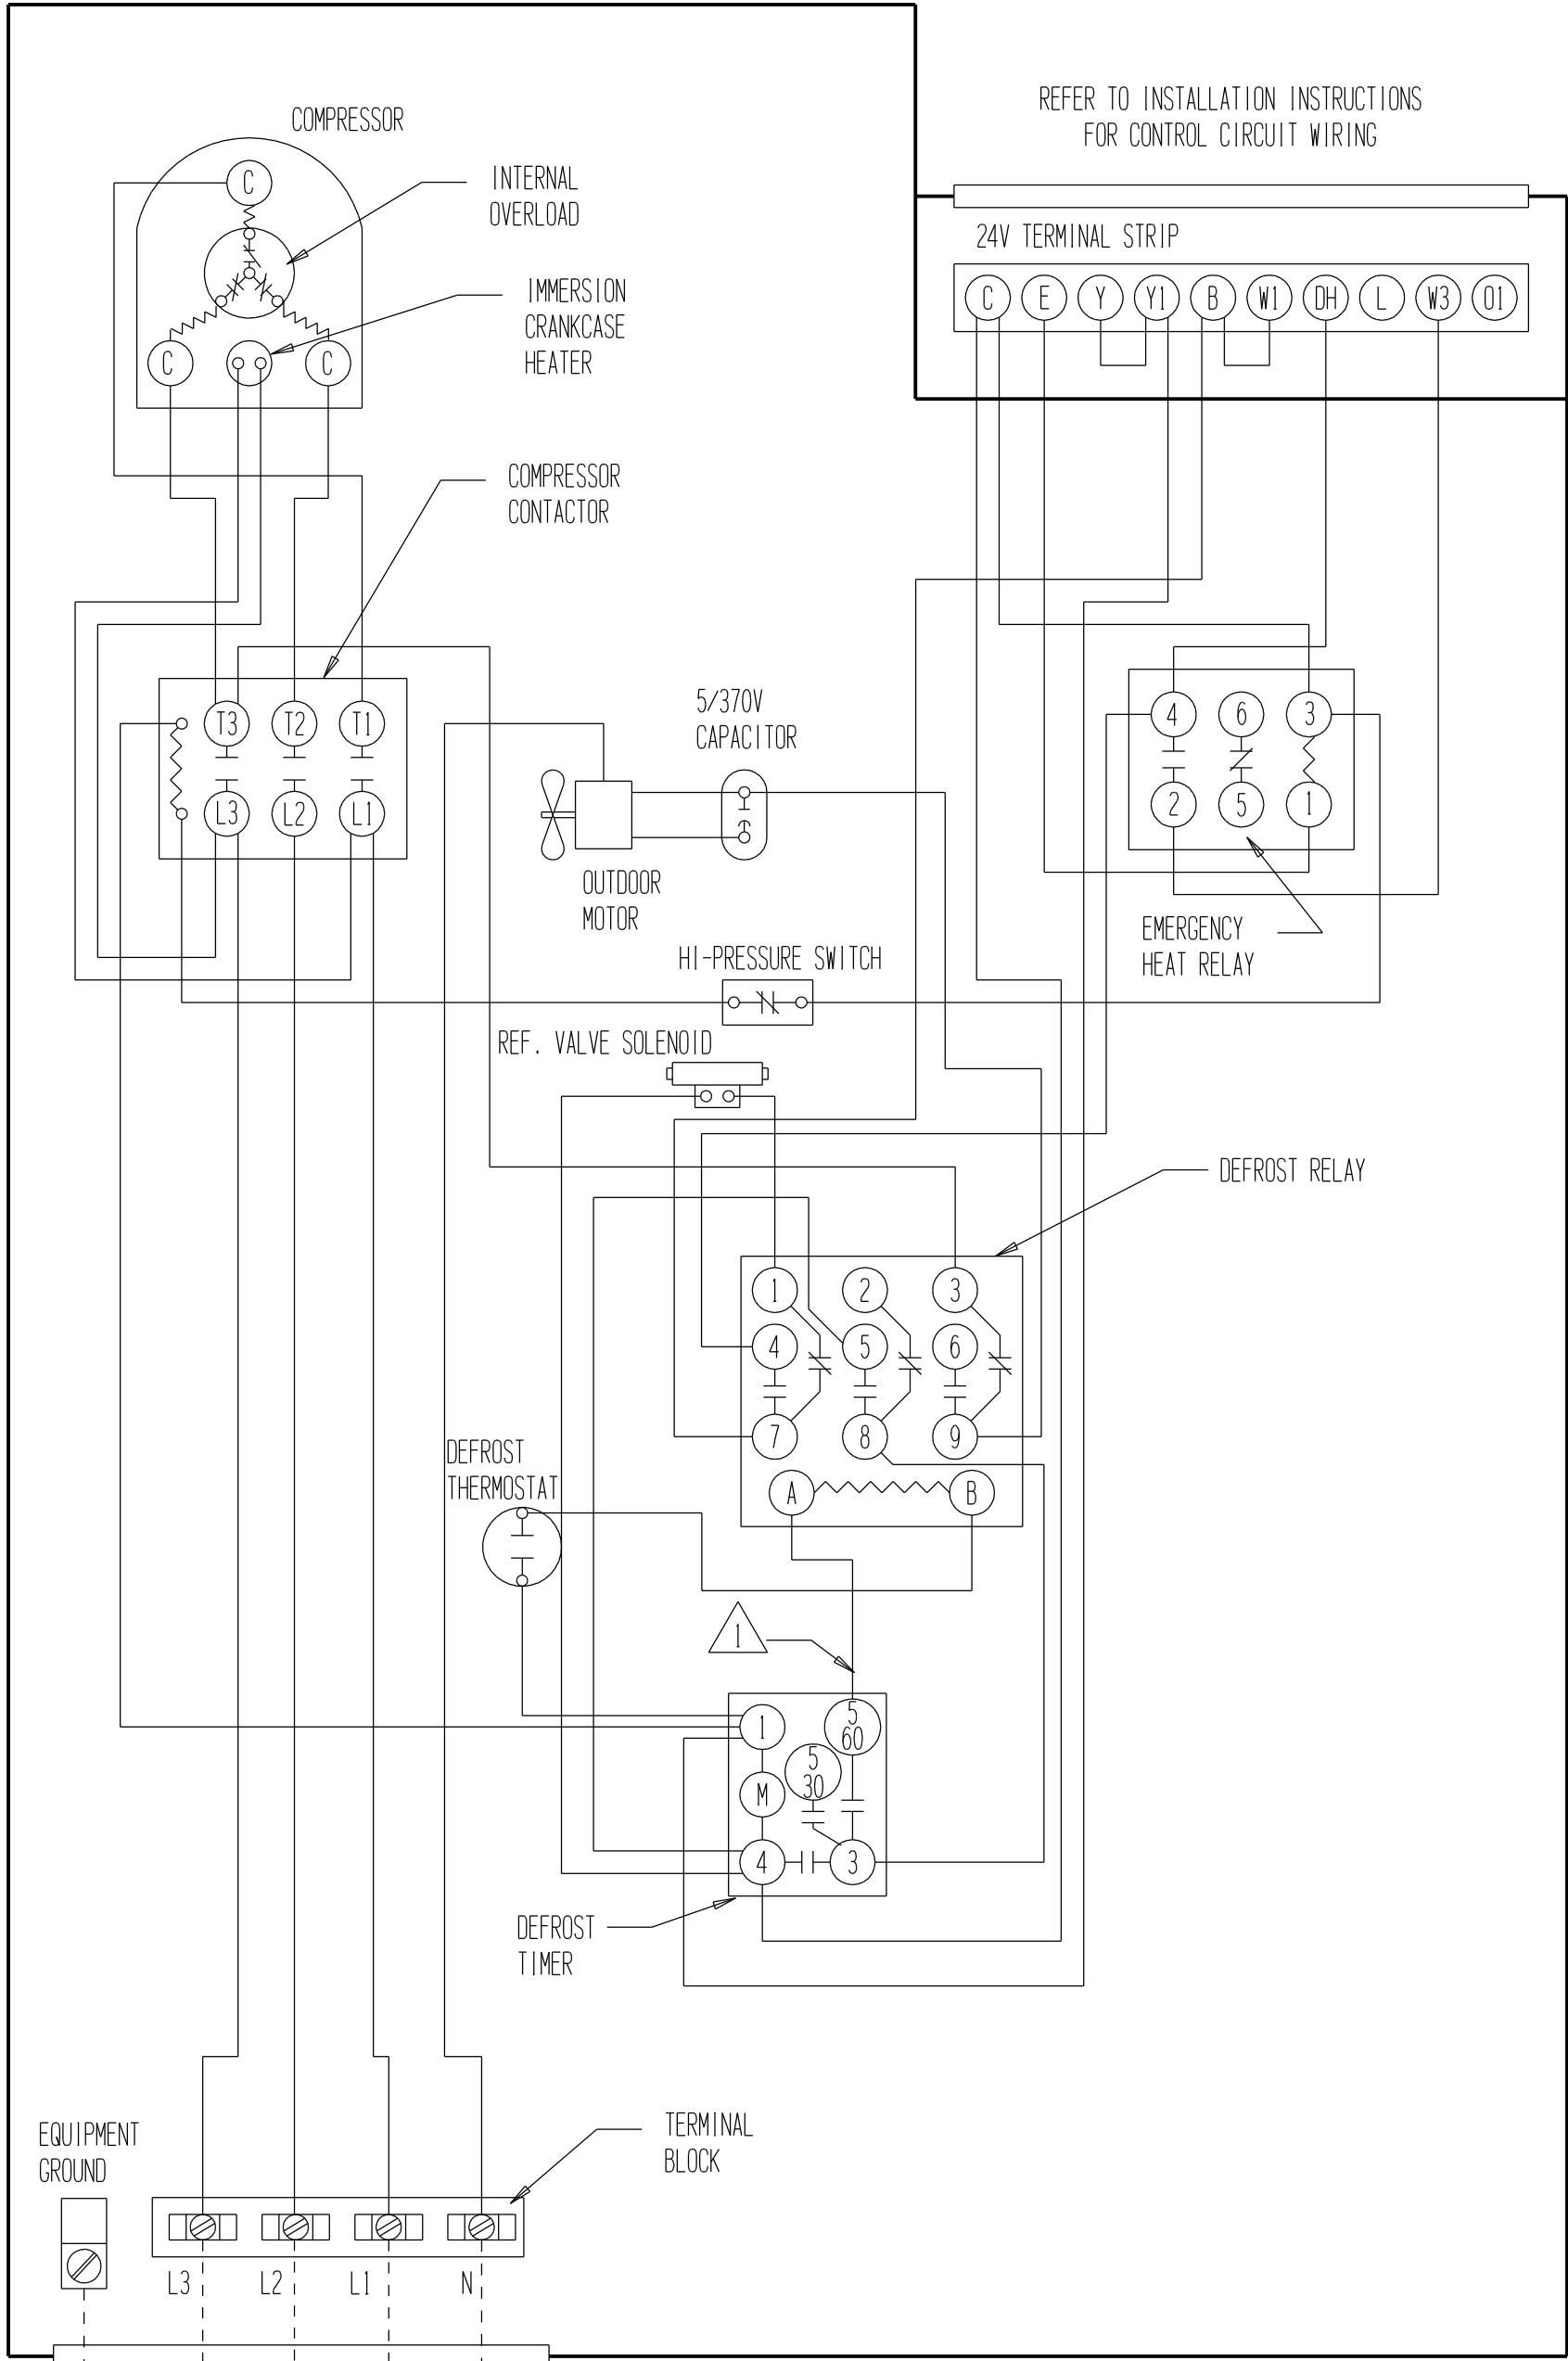 REFER TO INSTALLATION INSTRUCTIONS
FOR CONTROL CIRCUIT WIRING
COMPRESSOR
C
INTERNAL
OVERLOAD
IMMERSION
CRANKCASE
HEATER
C
C
24V TERMINAL STRIP
C E Y Y1 B W1 DH L W3 O1
COMPRESSOR
CONTACTOR
T3 T2 T1
L3 L2 L1
5/370V
CAPACITOR
OUTDOOR
MOTOR
4 6 3
2 5 1
EMERGENCY
HEAT RELAY
HI-PRESSURE SWITCH
REF. VALVE SOLENOID
DEFROST RELAY
1 2 3
4 5 6
7 8 9
A B
DEFROST
THERMOSTAT
1
1
5
60
5
30
M
4 3
DEFROST
TIMER
EQUIPMENT
GROUND
TERMINAL
BLOCK
L3 L2 L1 N